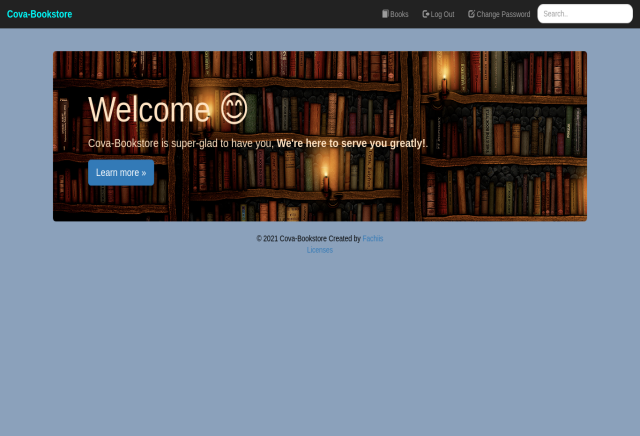 Cova-Bookstore
Books
Log Out
Change Password
Search..
Welcome 😊
Cova-Bookstore is super-glad to have you, We're here to serve you greatly!.
Learn more »
© 2021 Cova-Bookstore Created by Fachiis
Licenses